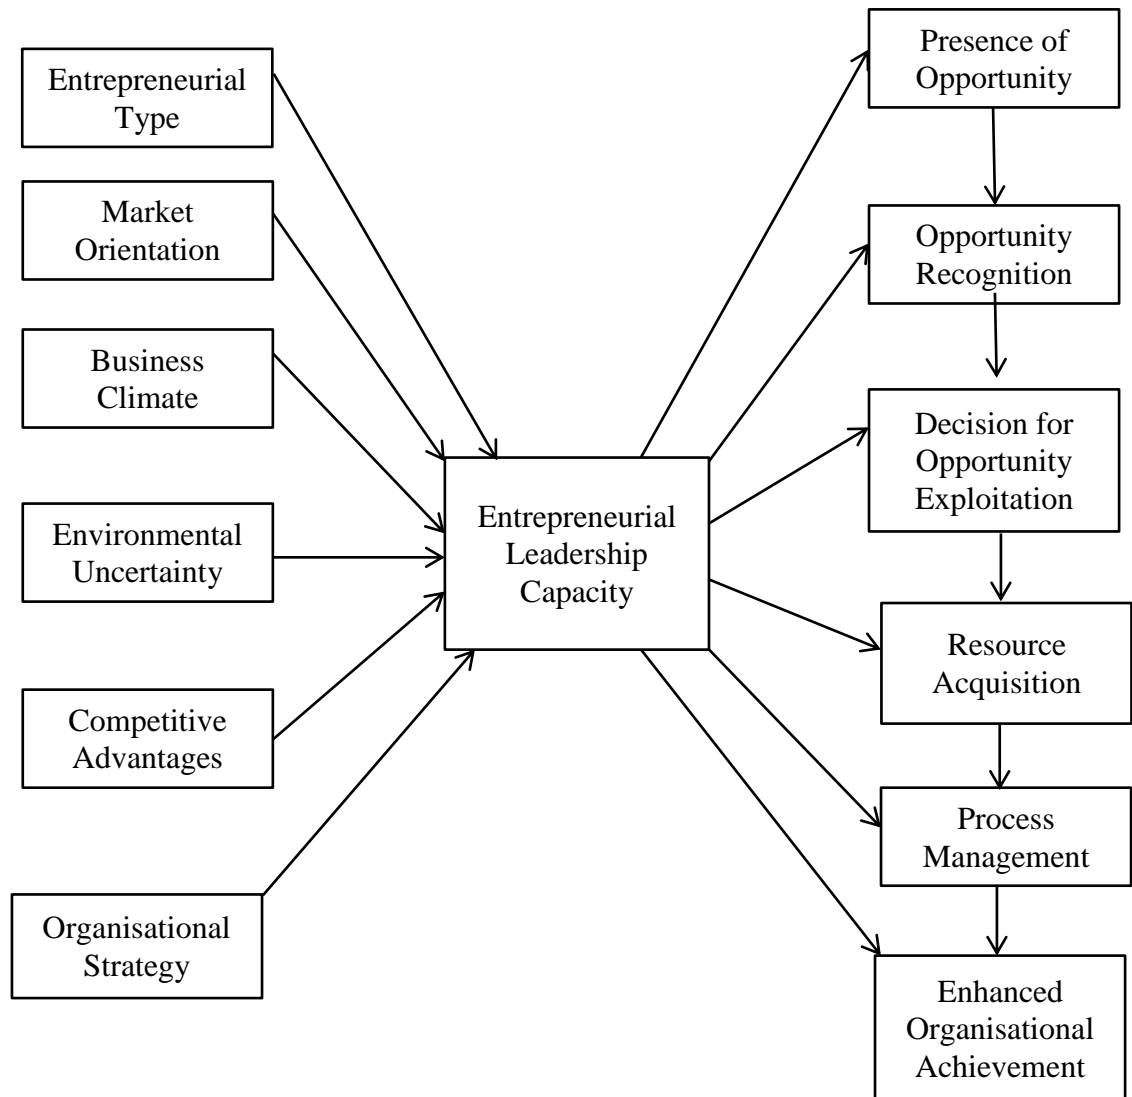 Entrepreneurial
Type
Market
Orientation
Business
Climate
Environmental
Uncertainty
Competitive
Advantages
Organisational
Strategy
Entrepreneurial
Leadership
Capacity
Presence of
Opportunity
Opportunity
Recognition
Decision for
Opportunity
Exploitation
Resource
Acquisition
Process
Management
Enhanced
Organisational
Achievement